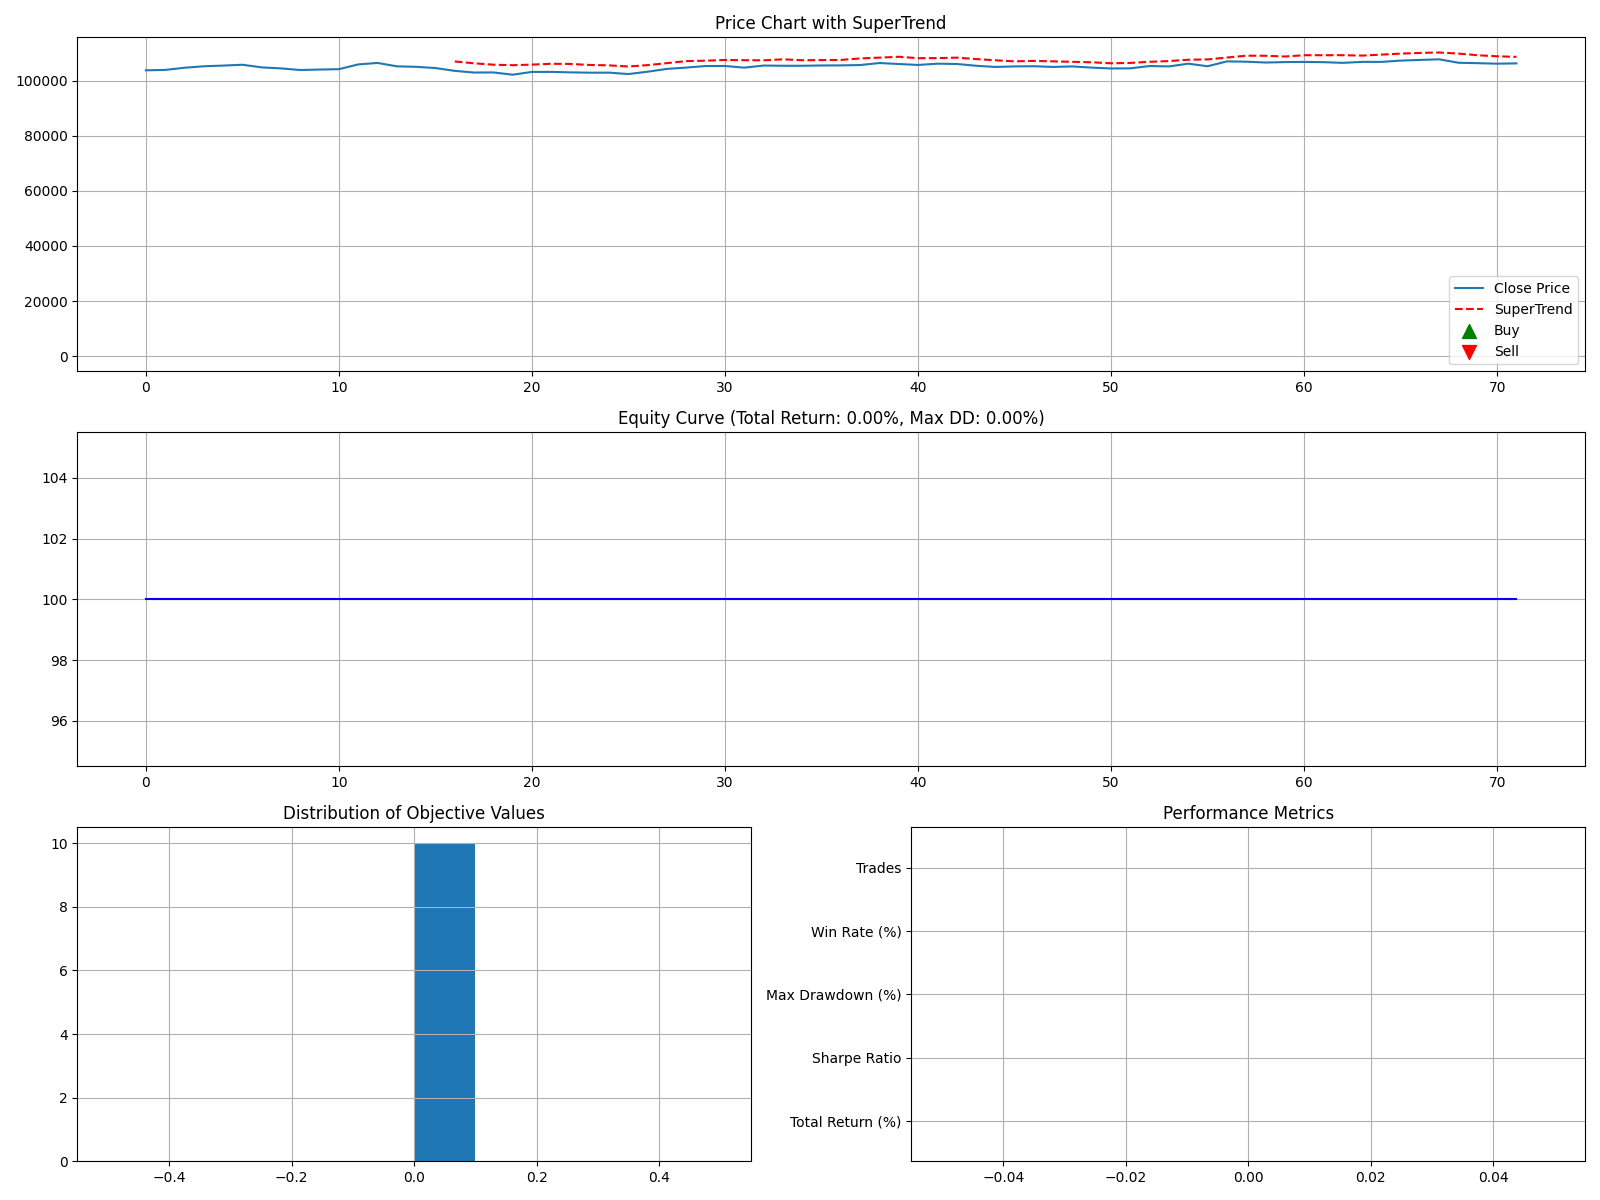 Price Chart with SuperTrend
100000
80000
60000
40000
20000
0
Close Price
SuperTrend
Buy
Sell
0 10 20 30 40 50 60 70
Equity Curve (Total Return: 0.00%, Max DD: 0.00%)
104
102
100
98
96
0 10 20 30 40 50 60 70
Distribution of Objective Values
10
8
6
4
2
0
−0.4 −0.2 0.0 0.2 0.4
Performance Metrics
Trades
Win Rate (%)
Max Drawdown (%)
Sharpe Ratio
Total Return (%)
−0.04 −0.02 0.00 0.02 0.04